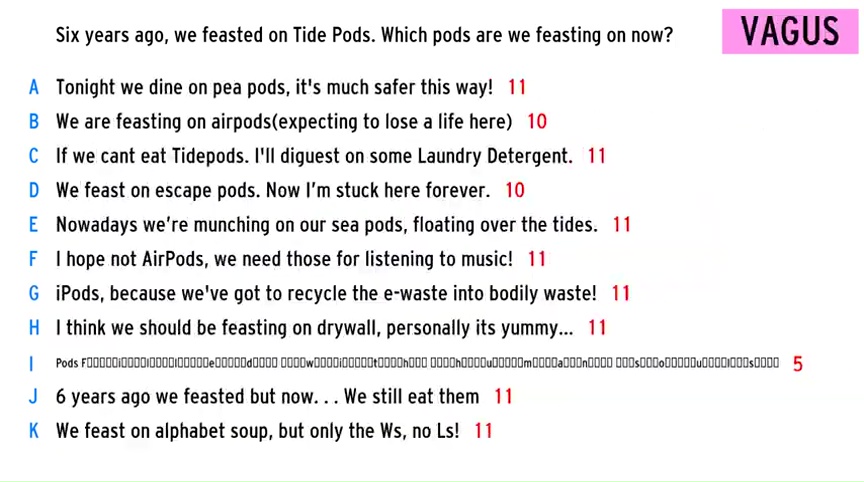 Six years ago, we feasted on Tide Pods. Which pods are we feasting on now?
VAGUS
A Tonight we dine on pea pods, it's much safer this way! 11
B We are feasting on airpods(expecting to lose a life here) 10
C If we cant eat Tidepods. I'll diguest on some Laundry Detergent. 11
D We feast on escape pods. Now I'm stuck here forever. 10
E Nowadays we're munching on our sea pods, floating over the tides. 11
F I hope not AirPods, we need those for listening to music! 11
G iPods, because we've got to recycle the e-waste into bodily waste! 11
H I think we should be feasting on drywall, personally its yummy... 11
I Pods F▯▯▯▯▯i▯▯▯▯l▯▯▯▯l▯▯▯▯▯e▯▯▯▯▯d▯▯▯▯ ▯▯▯▯w▯▯▯▯i▯▯▯▯▯t▯▯▯▯h▯▯▯ ▯▯▯▯h▯▯▯▯u▯▯▯▯▯m▯▯▯▯a▯▯▯n▯▯▯▯ ▯▯▯s▯▯▯o▯▯▯▯▯u▯▯▯▯l▯▯▯s▯▯▯▯ 5
J 6 years ago we feasted but now. . . We still eat them 11
K We feast on alphabet soup, but only the Ws, no Ls! 11